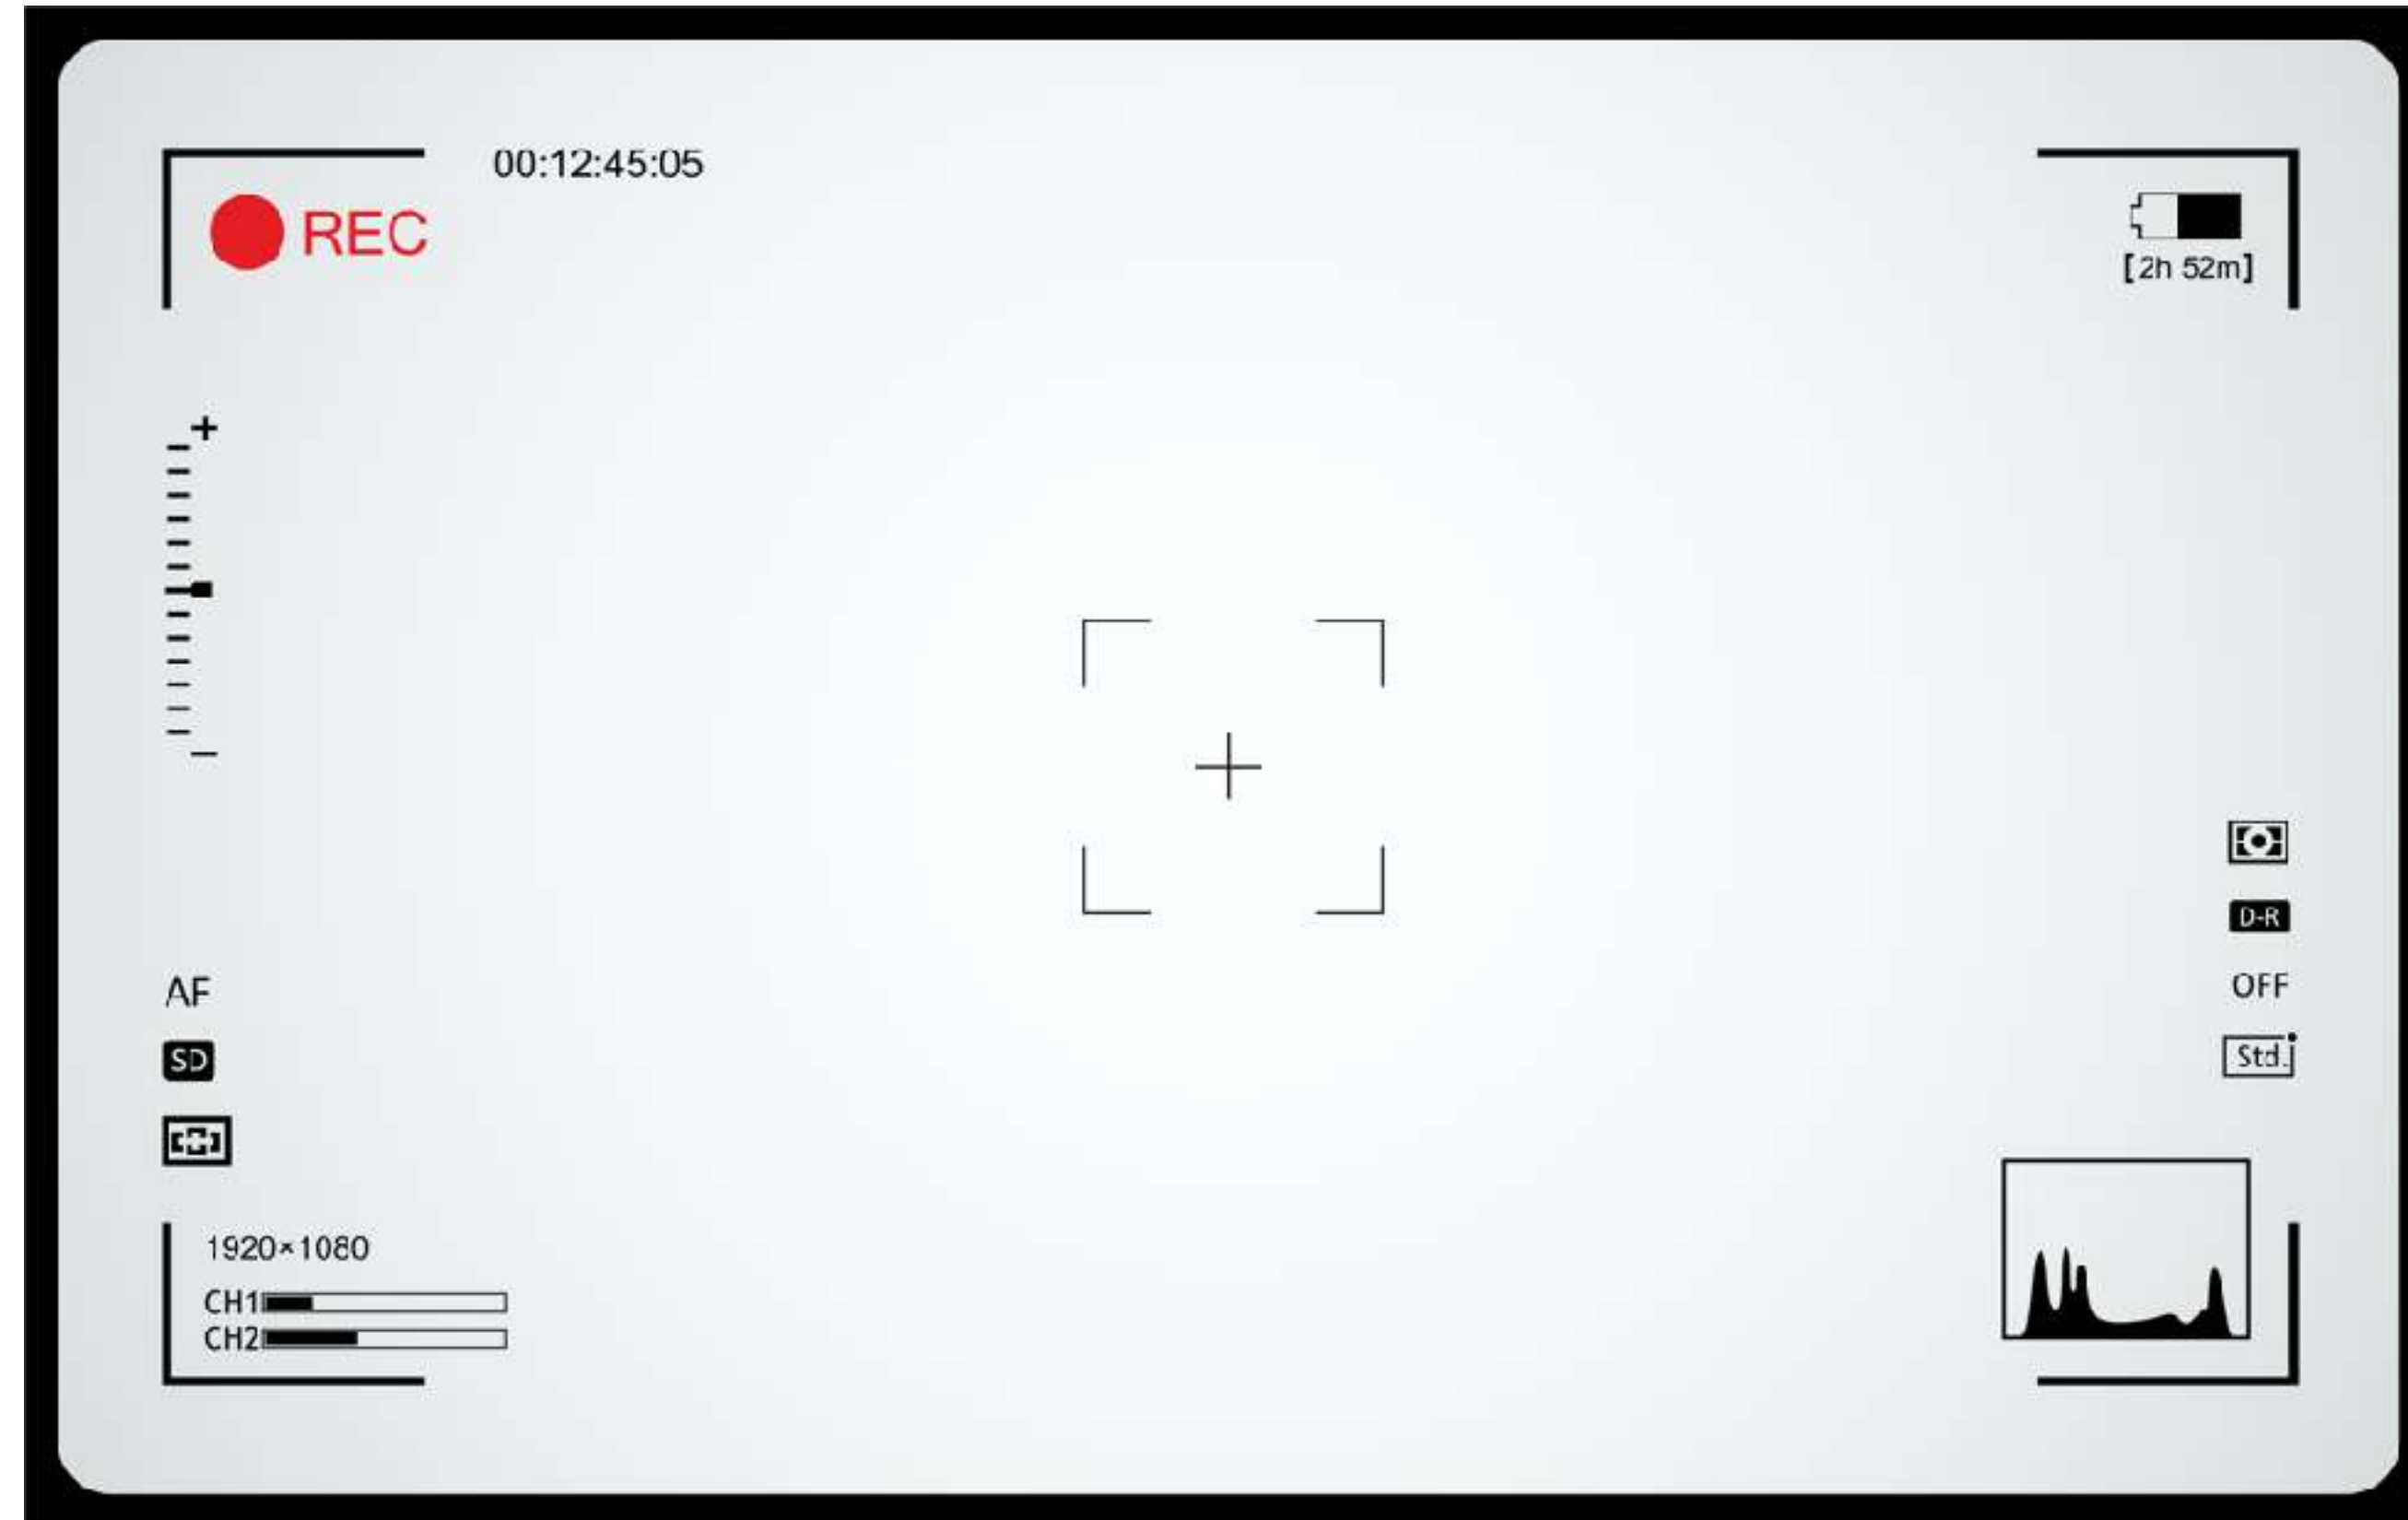 00:12:45:05
REC
[2h 52m]
+
−
D-R
AF
OFF
SD
Std.
1920×1080
CH1
CH2